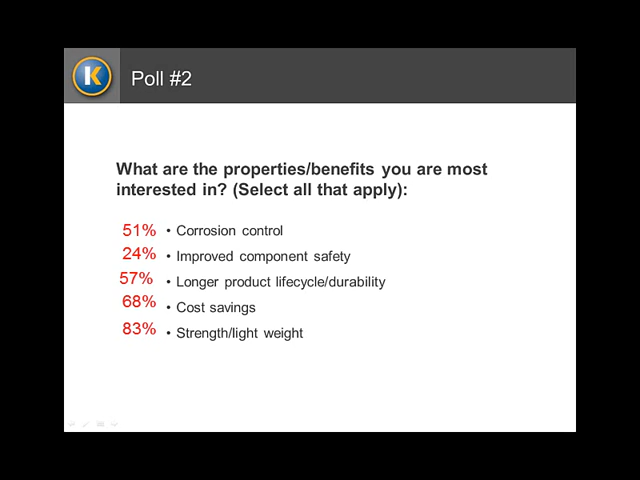 K
Poll #2
What are the properties/benefits you are most
interested in? (Select all that apply):
51% • Corrosion control
24% • Improved component safety
57% • Longer product lifecycle/durability
68% • Cost savings
83% • Strength/light weight